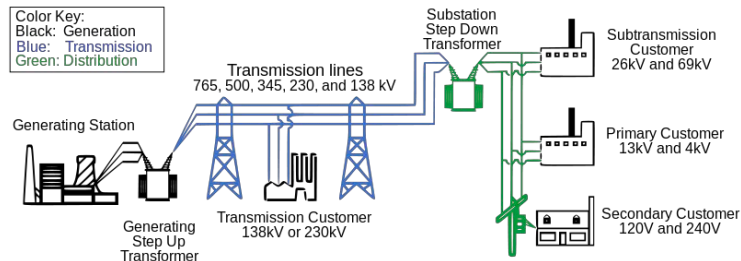 Color Key:
Black: Generation
Blue: Transmission
Green: Distribution
Generating Station
Generating
Step Up
Transformer
Transmission lines
765, 500, 345, 230, and 138 kV
Transmission Customer
138kV or 230kV
Substation
Step Down
Transformer
Subtransmission
Customer
26kV and 69kV
Primary Customer
13kV and 4kV
Secondary Customer
120V and 240V